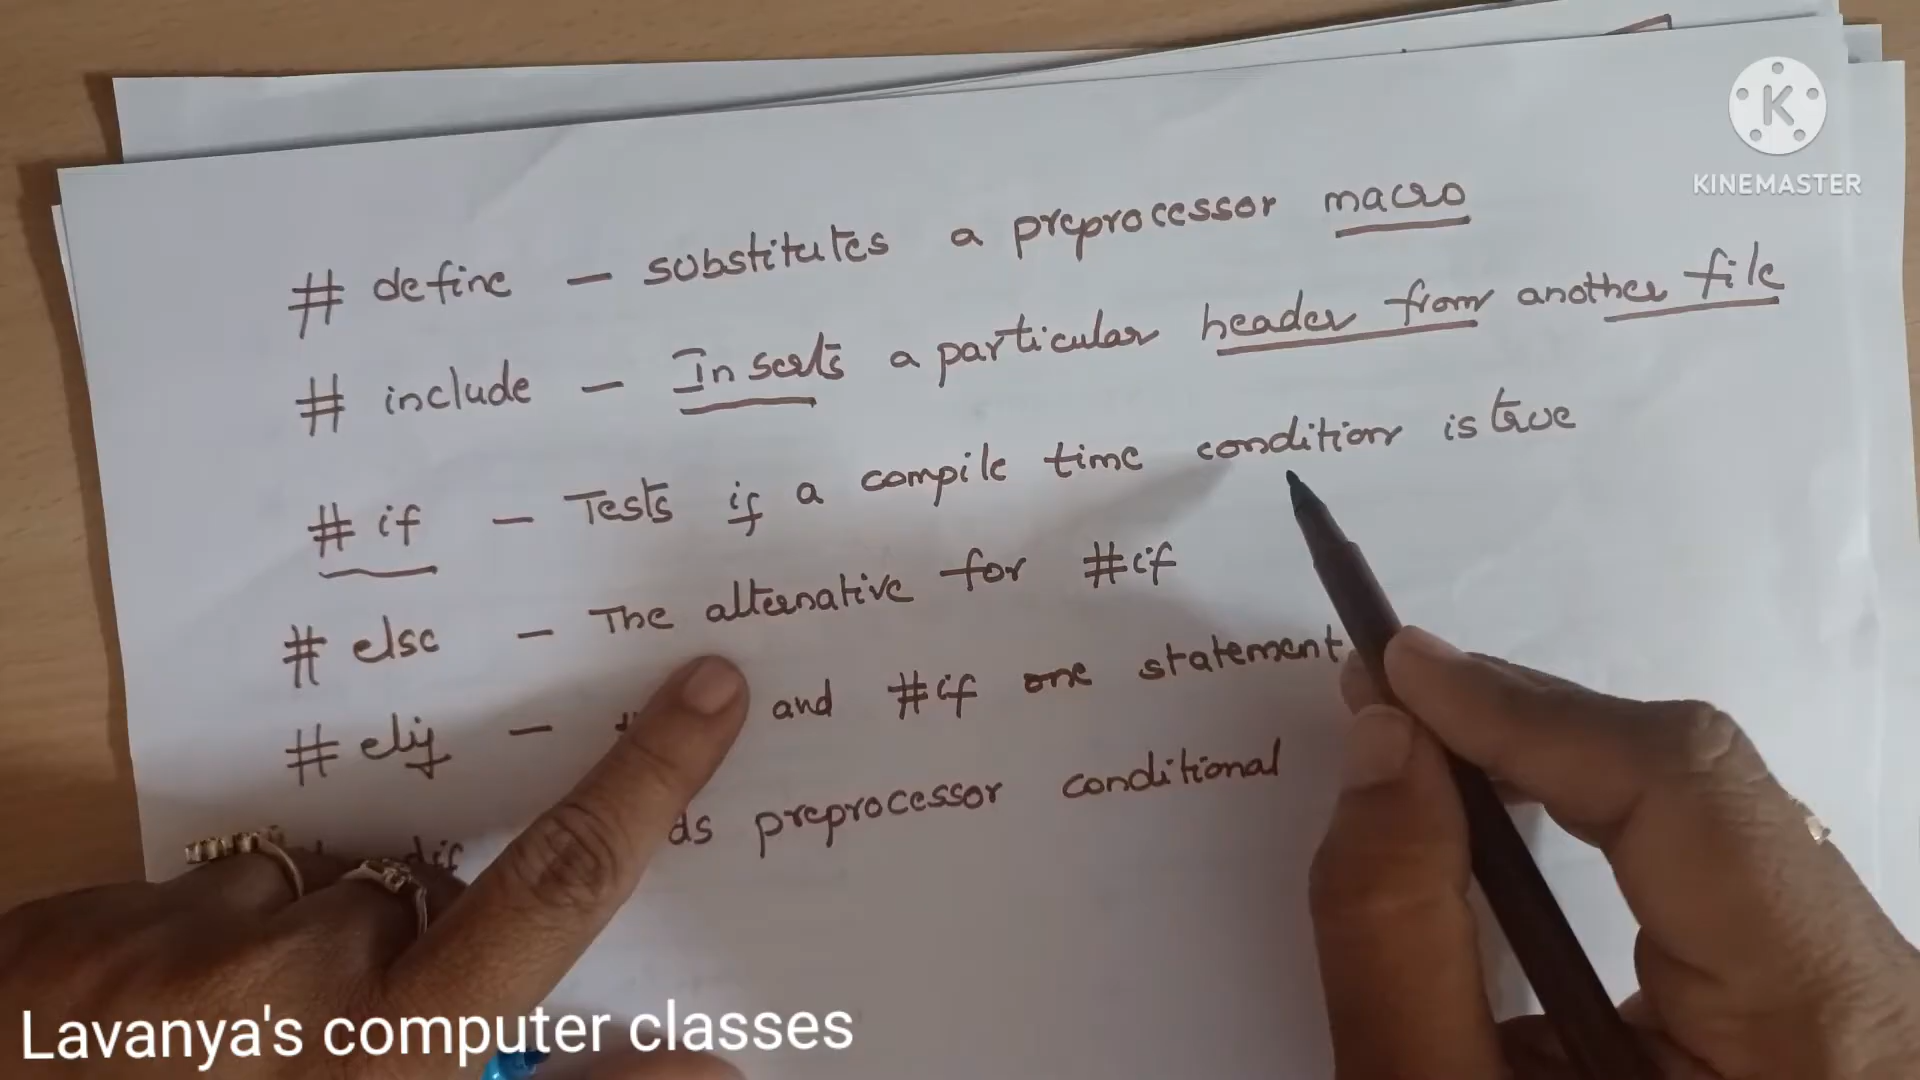 K
KINEMASTER
# define – substitutes a preprocessor macro
# include – Inserts a particular header from another file
# if – Tests if a compile time condition is true
# else – The alternative for #if
# elif – and #if one statement
preprocessor conditional
Lavanya's computer classes